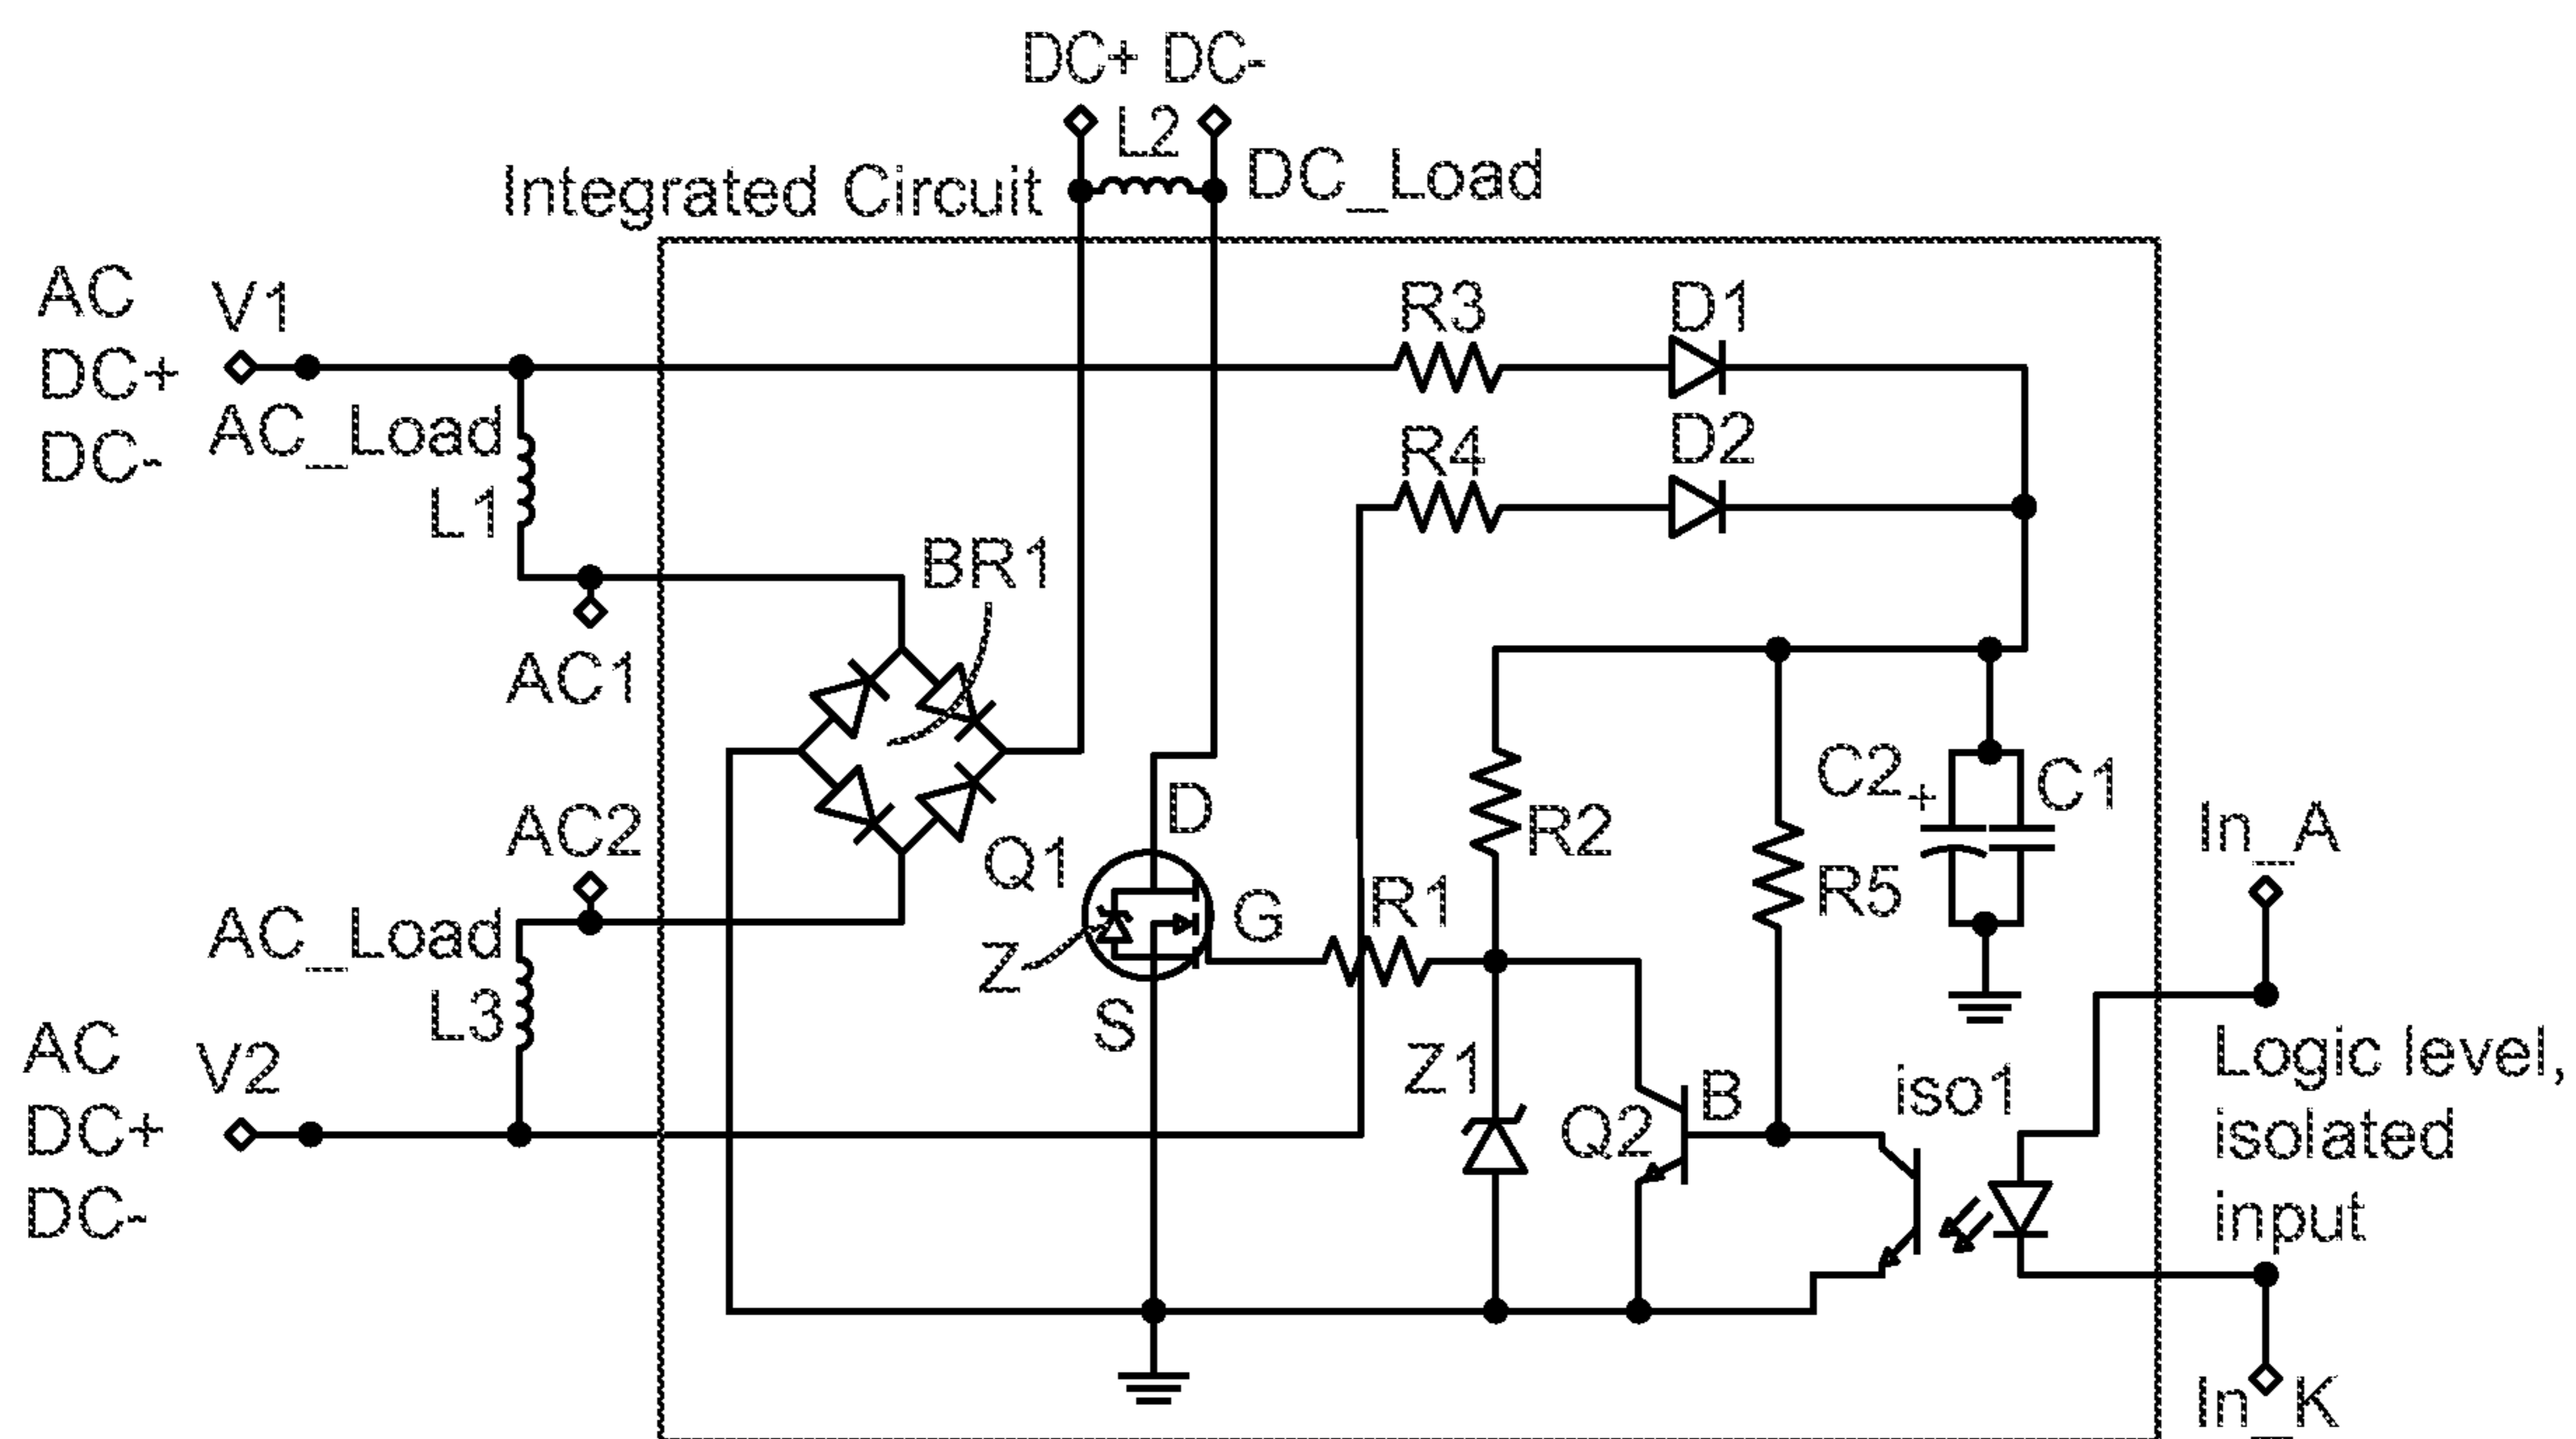 DC+ DC-
L2
Integrated Circuit
DC_Load
AC
DC+
DC-
V1
AC_Load
L1
R3
D1
R4
D2
BR1
AC1
AC2
AC_Load
L3
AC
DC+
DC-
V2
Q1
D
G
S
Z
R1
R2
R5
C2
+
C1
Z1
Q2
B
iso1
In_A
Logic level,
isolated
input
In_K